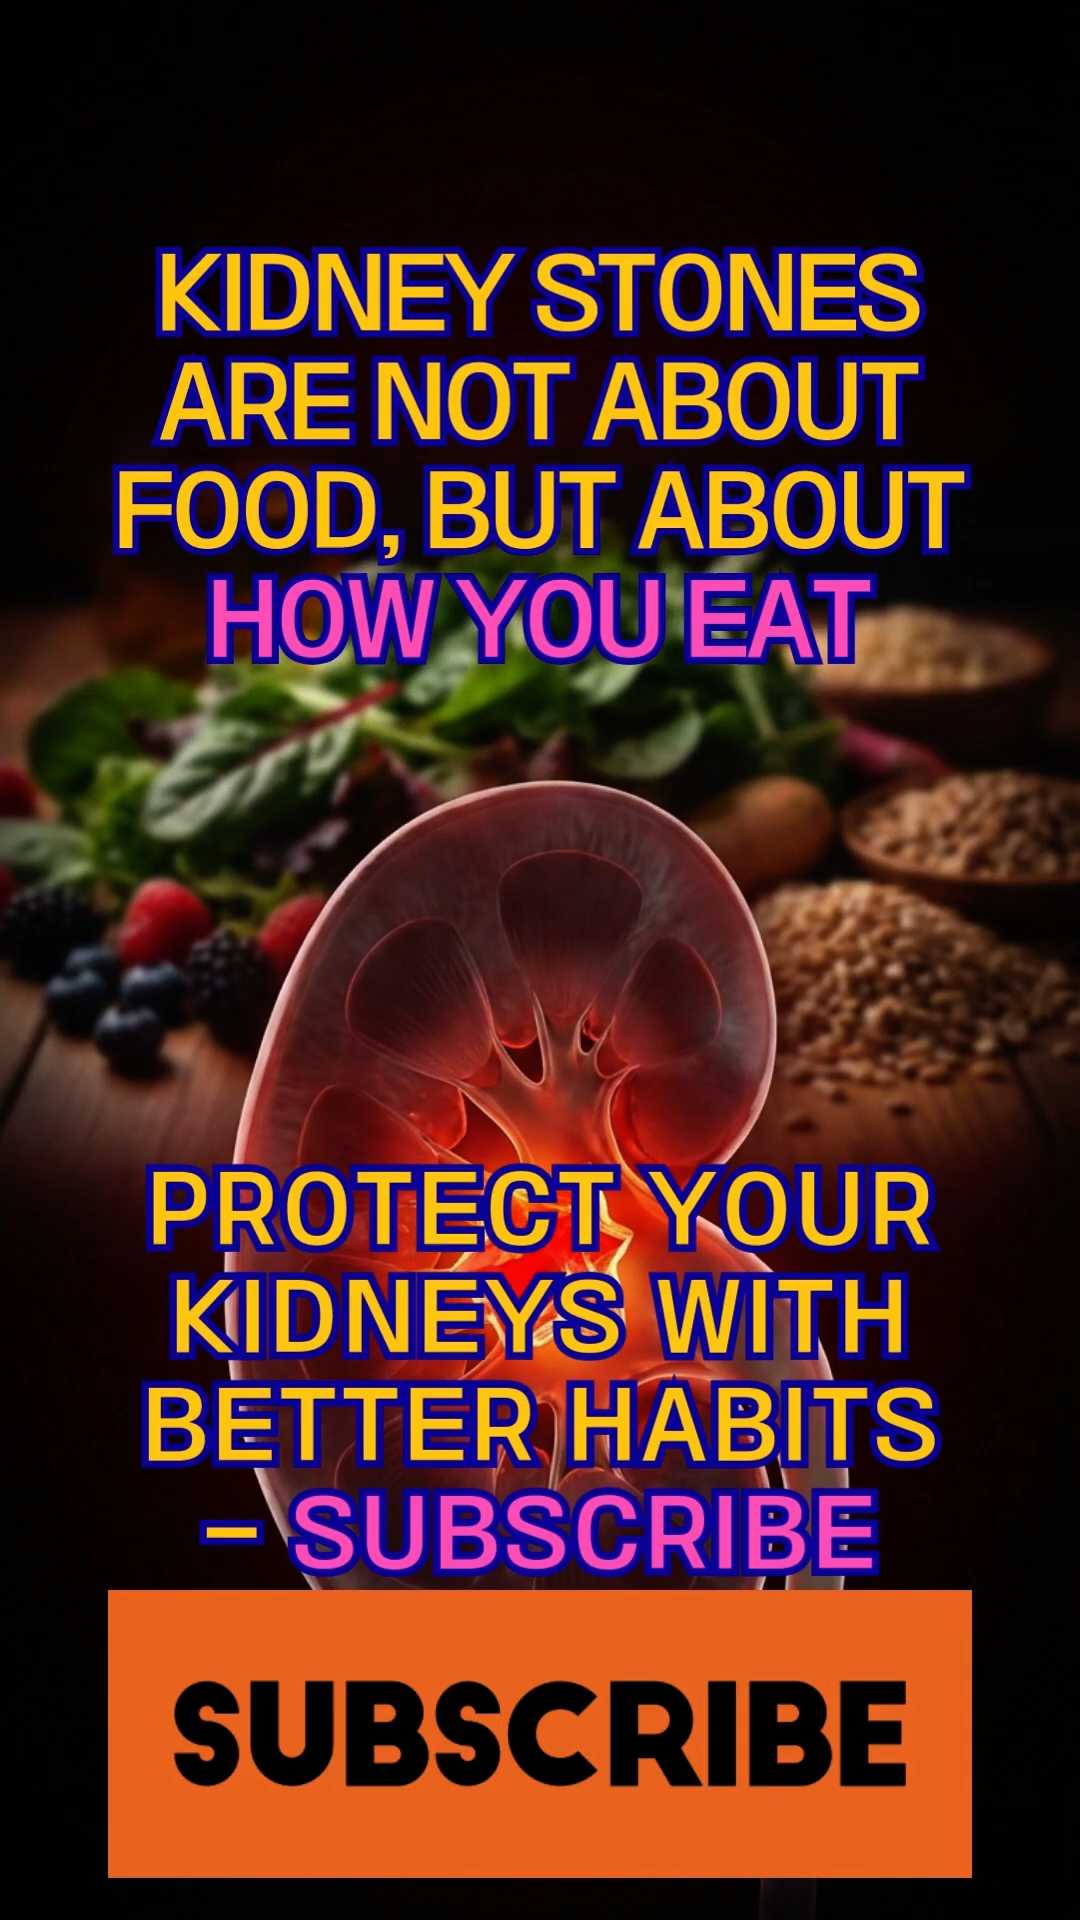 KIDNEY STONES
ARE NOT ABOUT
FOOD, BUT ABOUT
HOW YOU EAT
PROTECT YOUR
KIDNEYS WITH
BETTER HABITS
– SUBSCRIBE
SUBSCRIBE